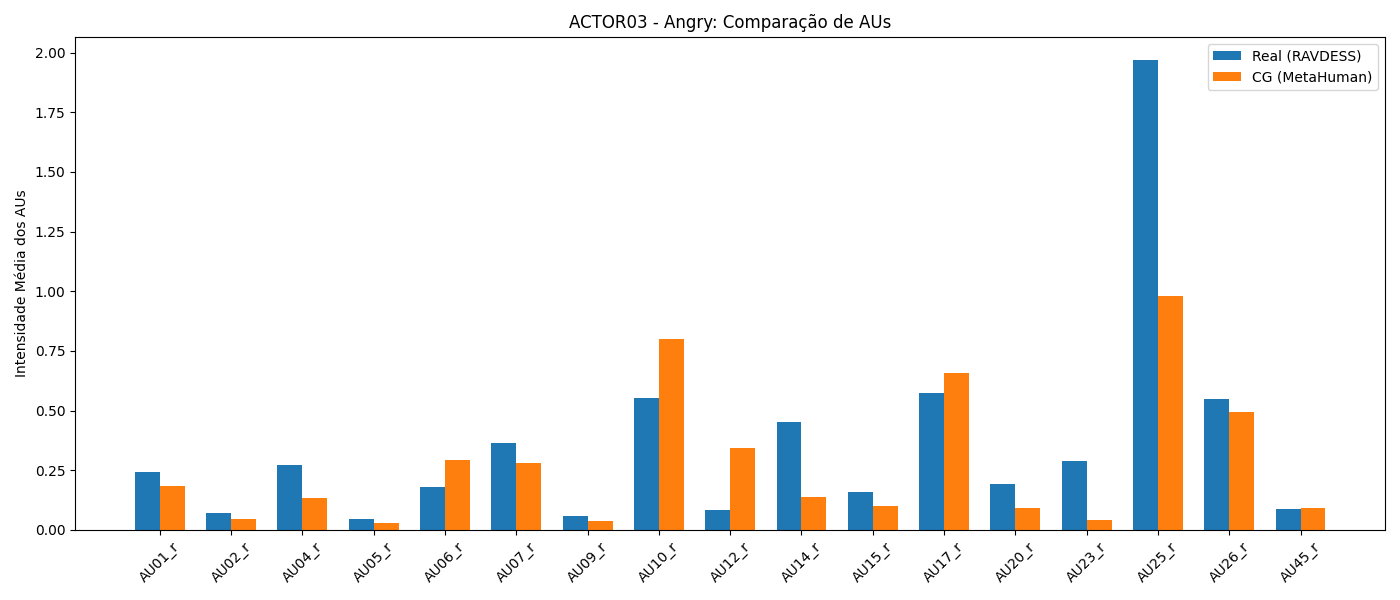 ACTOR03 - Angry: Comparação de AUs
Real (RAVDESS)
CG (MetaHuman)
Intensidade Média dos AUs
2.00
1.75
1.50
1.25
1.00
0.75
0.50
0.25
0.00
AU01_r
AU02_r
AU04_r
AU05_r
AU06_r
AU07_r
AU09_r
AU10_r
AU12_r
AU14_r
AU15_r
AU17_r
AU20_r
AU23_r
AU25_r
AU26_r
AU45_r